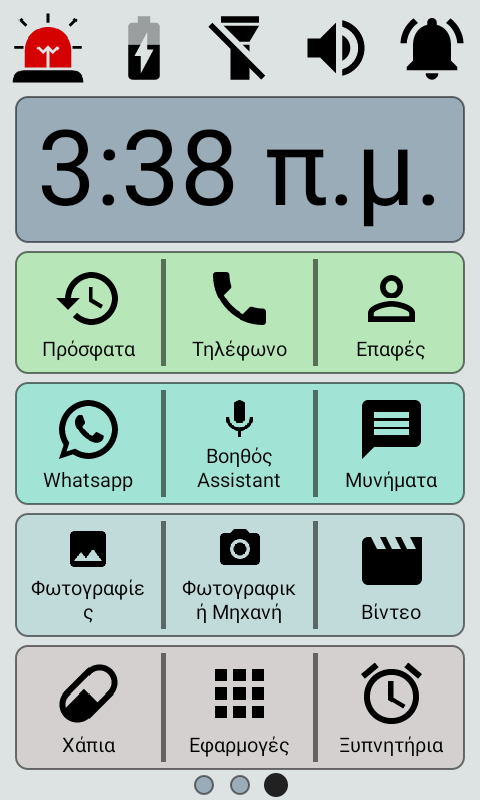 3:38 π.μ.
Πρόσφατα
Τηλέφωνο
Επαφές
Whatsapp
Βοηθός
Assistant
Μυνήματα
Φωτογραφίε
ς
Φωτογραφικ
ή Μηχανή
Βίντεο
Χάπια
Εφαρμογές
Ξυπνητήρια